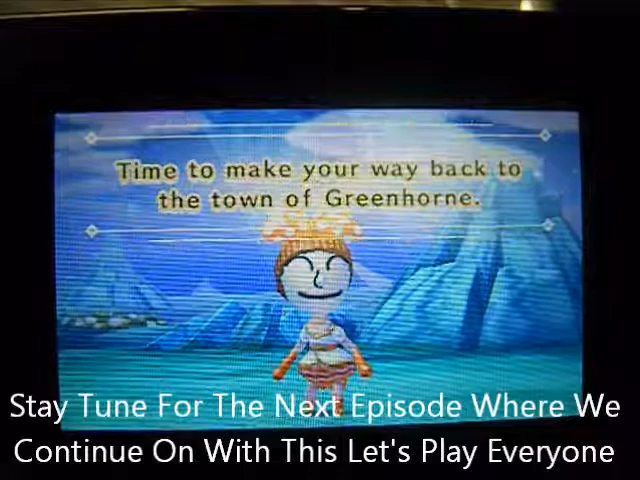 Time to make your way back to
the town of Greenhorne.
Stay Tune For The Next Episode Where We
Continue On With This Let's Play Everyone